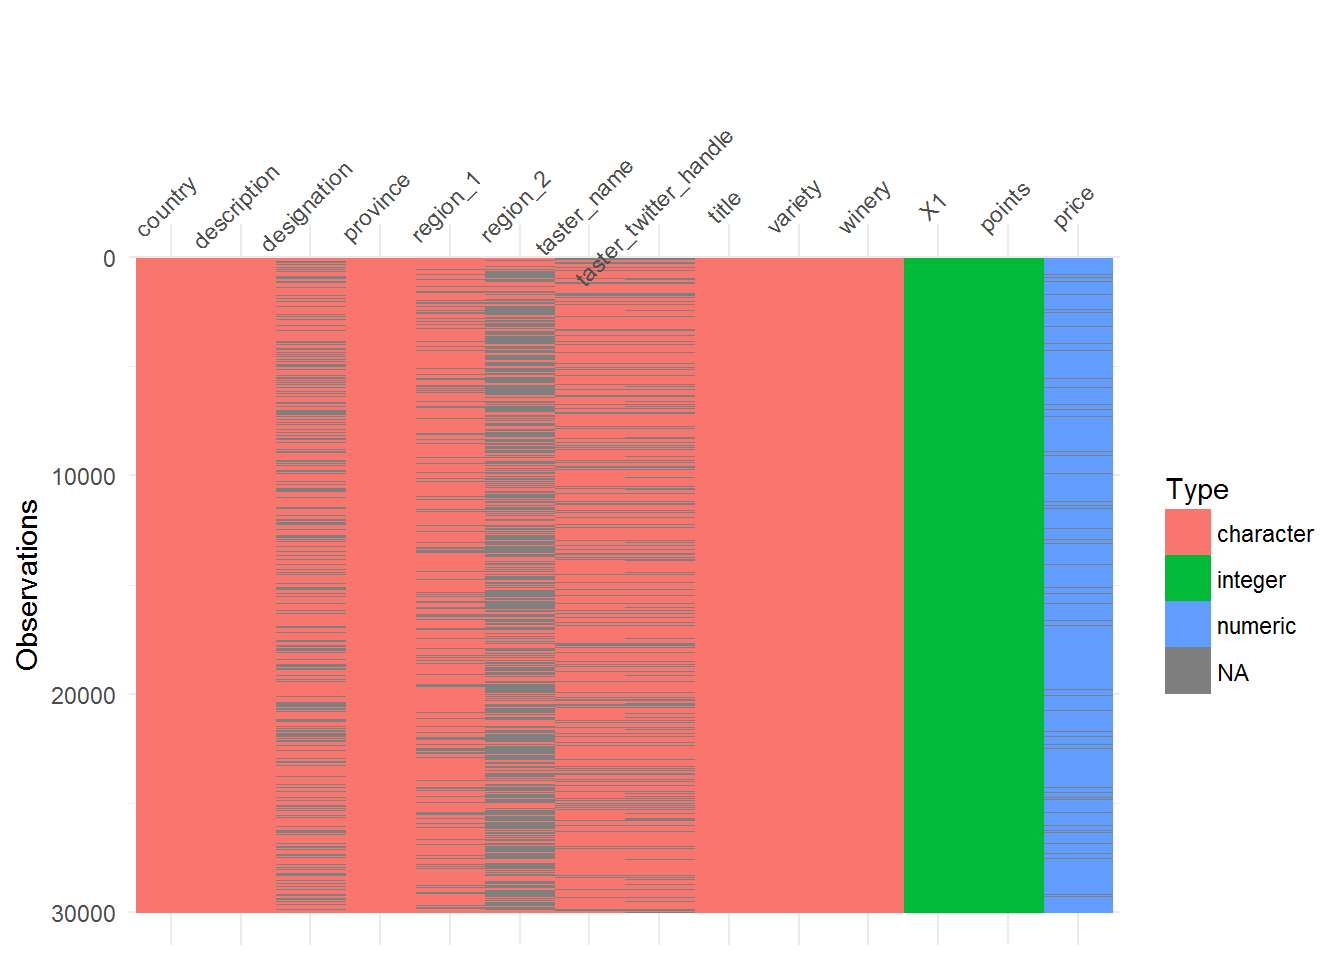 country
description
designation
province
region_1
region_2
taster_name
taster_twitter_handle
title
variety
winery
X1
points
price
0
10000
20000
30000
Observations
Type
character
integer
numeric
NA